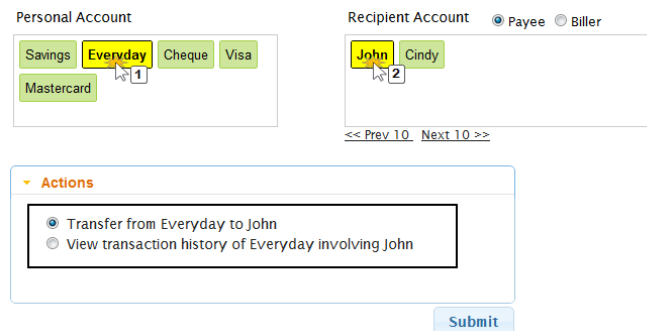 Personal Account
Recipient Account Payee Biller
Savings Everyday Cheque Visa
Mastercard
1
John Cindy
2
<< Prev 10 Next 10 >>
Actions
Transfer from Everyday to John
View transaction history of Everyday involving John
Submit